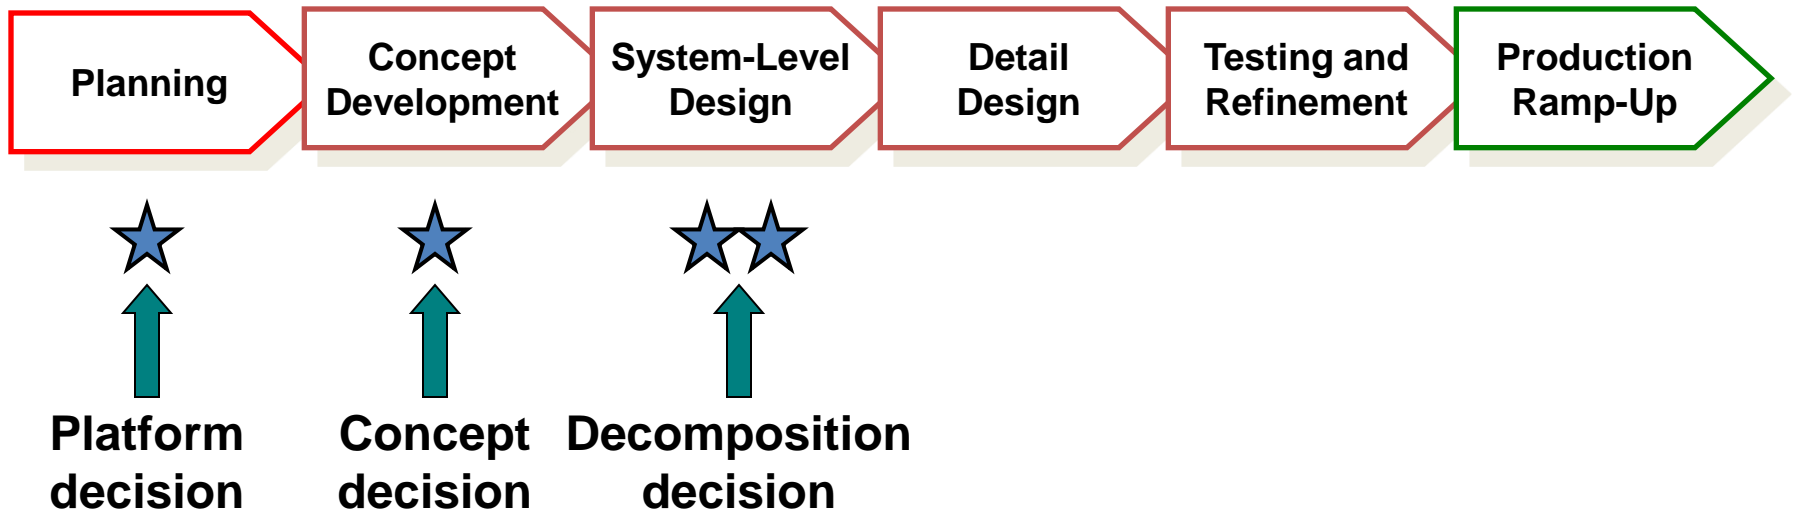 Planning
Concept
Development
System-Level
Design
Detail
Design
Testing and
Refinement
Production
Ramp-Up
Platform
decision
Concept
decision
Decomposition
decision